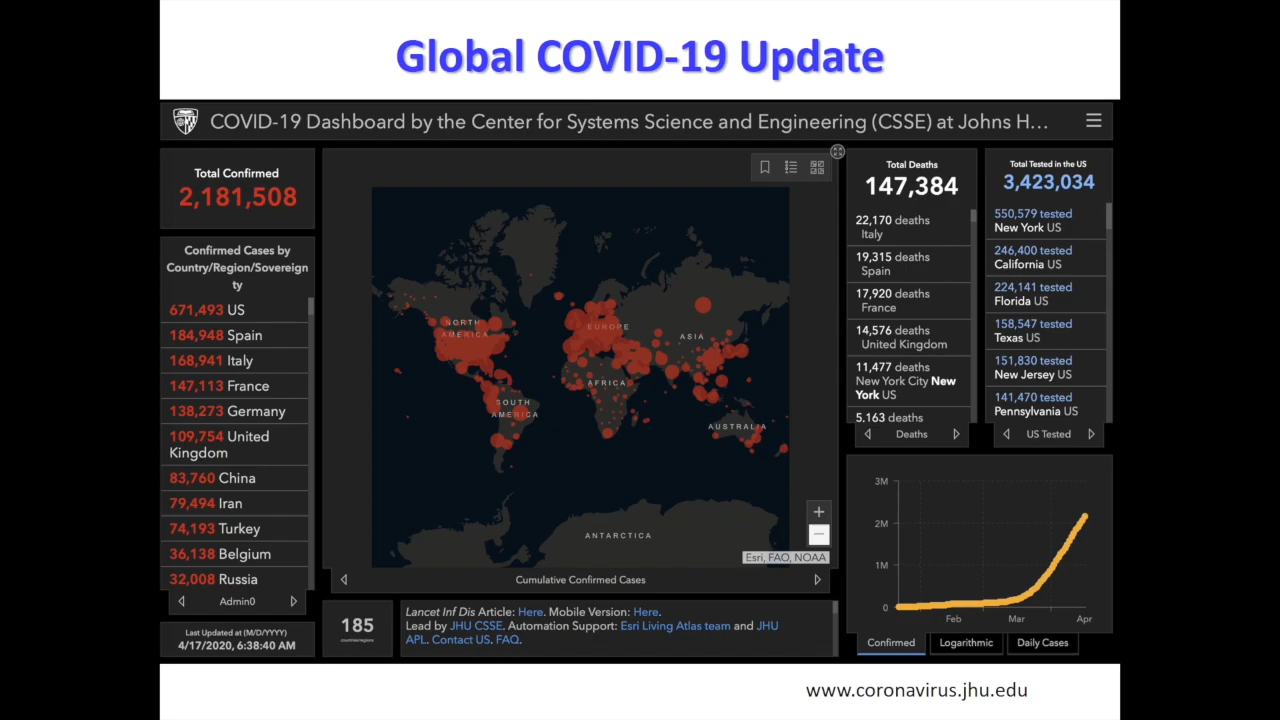 Global COVID-19 Update
COVID-19 Dashboard by the Center for Systems Science and Engineering (CSSE) at Johns H...
Total Confirmed
2,181,508
Confirmed Cases by
Country/Region/Sovereign
ty
671,493 US
184,948 Spain
168,941 Italy
147,113 France
138,273 Germany
109,754 United
Kingdom
83,760 China
79,494 Iran
74,193 Turkey
36,138 Belgium
32,008 Russia
Admin0
Last Updated at (M/D/YYYY)
4/17/2020, 6:38:40 AM
NORTH
AMERICA
EUROPE
ASIA
AFRICA
SOUTH
AMERICA
AUSTRALIA
ANTARCTICA
+
−
Esri, FAO, NOAA
Cumulative Confirmed Cases
185
countries/regions
Lancet Inf Dis Article: Here. Mobile Version: Here.
Lead by JHU CSSE. Automation Support: Esri Living Atlas team and JHU
APL. Contact US. FAQ.
Total Deaths
147,384
22,170 deaths
Italy
19,315 deaths
Spain
17,920 deaths
France
14,576 deaths
United Kingdom
11,477 deaths
New York City New
York US
5,163 deaths
Deaths
Total Tested in the US
3,423,034
550,579 tested
New York US
246,400 tested
California US
224,141 tested
Florida US
158,547 tested
Texas US
151,830 tested
New Jersey US
141,470 tested
Pennsylvania US
US Tested
3M
2M
1M
0
Feb Mar Apr
Confirmed Logarithmic Daily Cases
www.coronavirus.jhu.edu